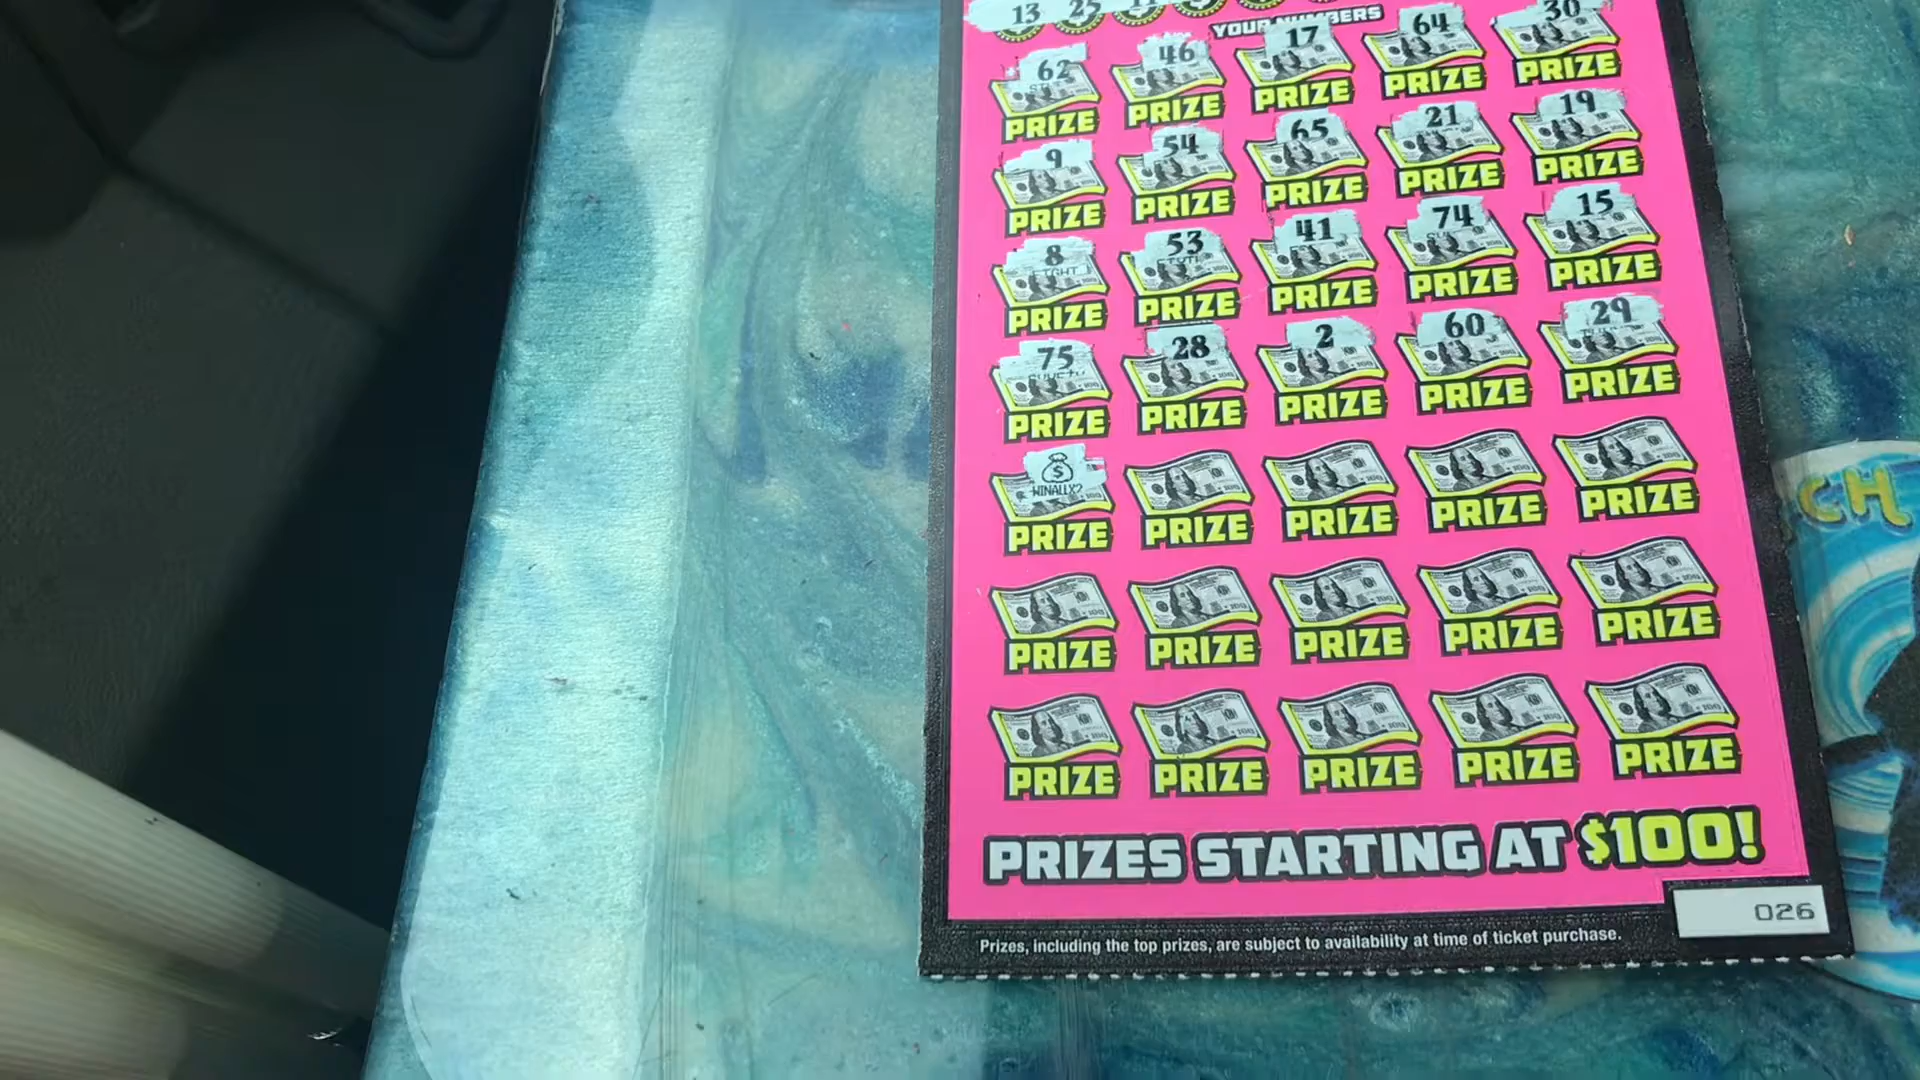 13 25 11
YOUR NUMBERS
62 46 17 64 30
PRIZE PRIZE PRIZE PRIZE PRIZE
9 54 65 21 19
PRIZE PRIZE PRIZE PRIZE PRIZE
8 53 41 74 15
PRIZE PRIZE PRIZE PRIZE PRIZE
75 28 2 60 29
PRIZE PRIZE PRIZE PRIZE PRIZE
$
WINALLX2
PRIZE PRIZE PRIZE PRIZE PRIZE
PRIZE PRIZE PRIZE PRIZE PRIZE
PRIZE PRIZE PRIZE PRIZE PRIZE
PRIZES STARTING AT $100!
026
Prizes, including the top prizes, are subject to availability at time of ticket purchase.
CH